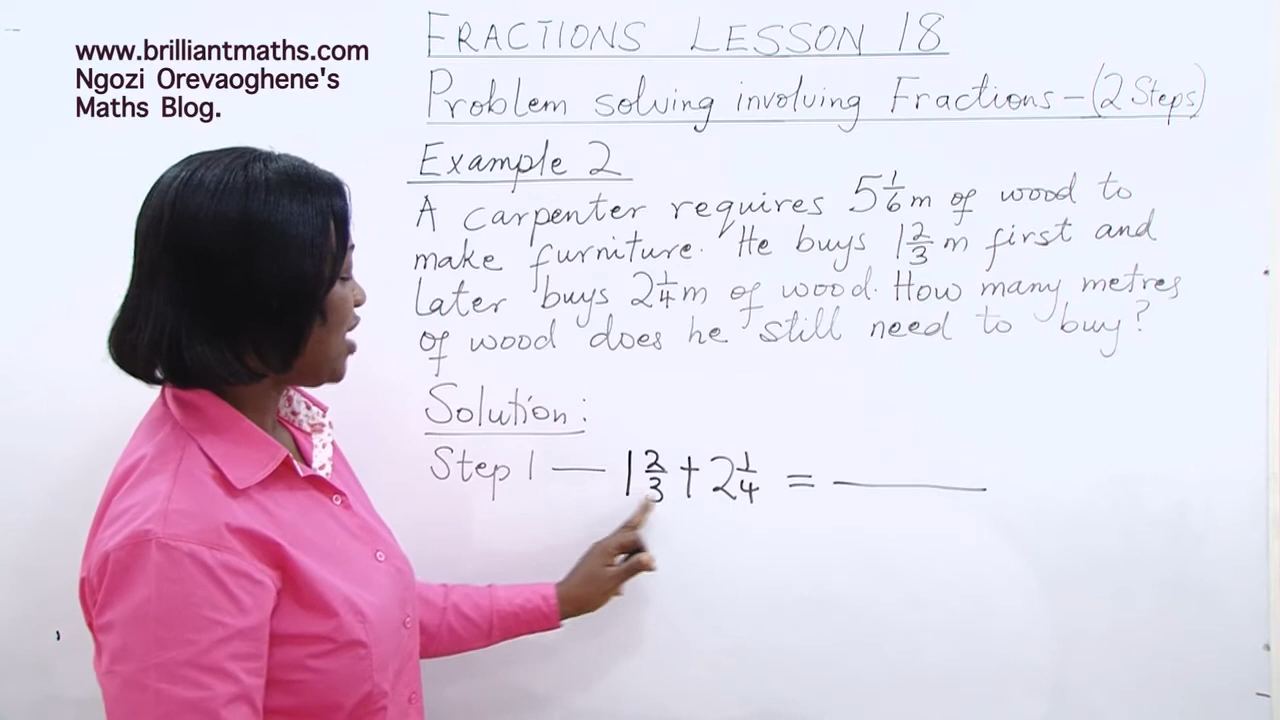 www.brilliantmaths.com
Ngozi Orevaoghene's
Maths Blog.
FRACTIONS LESSON 18
Problem solving involving Fractions - (2 Steps)
Example 2
A carpenter requires 5 1/6 m of wood to
make furniture. He buys 1 2/3 m first and
later buys 2 1/4 m of wood. How many metres
of wood does he still need to buy?
Solution:
Step 1 — 1 2/3 + 2 1/4 = ______